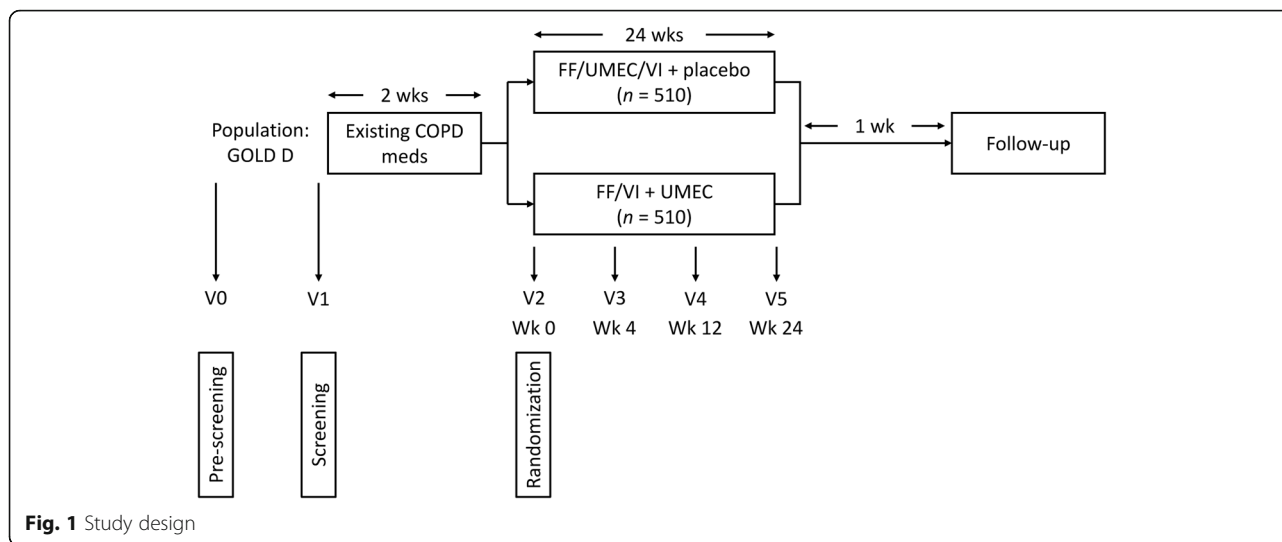 24 wks
FF/UMEC/VI + placebo
(n = 510)
2 wks
Population:
GOLD D
Existing COPD
meds
1 wk
Follow-up
FF/VI + UMEC
(n = 510)
V0
V1
V2
Wk 0
V3
Wk 4
V4
Wk 12
V5
Wk 24
Pre-screening
Screening
Randomization
Fig. 1 Study design